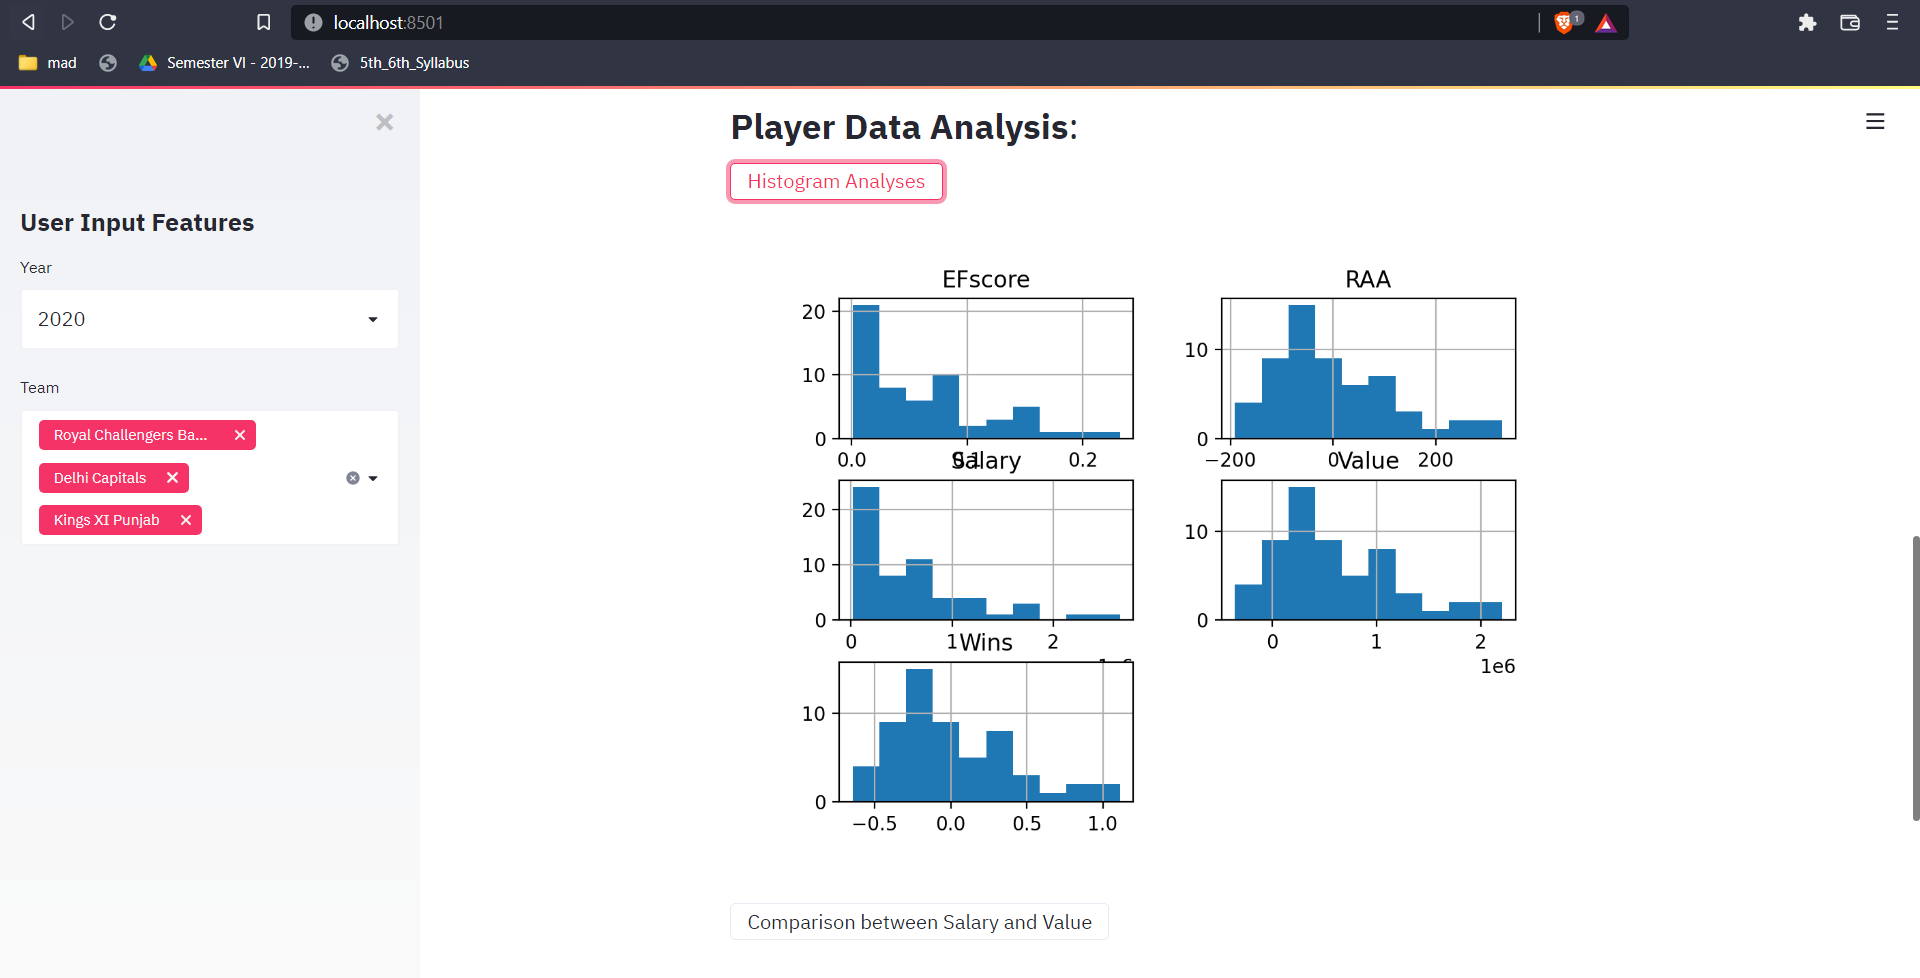 localhost:8501
1
mad
Semester VI - 2019-...
5th_6th_Syllabus
User Input Features
Year
2020
Team
Royal Challengers Ba...
Delhi Capitals
Kings XI Punjab
Player Data Analysis:
Histogram Analyses
EFscore
20
10
0
0.0
0.1
0.2
RAA
10
0
−200
0
200
Salary
20
10
0
0
1
2
Value
10
0
0
1
2
1e6
Wins
10
0
−0.5
0.0
0.5
1.0
Comparison between Salary and Value